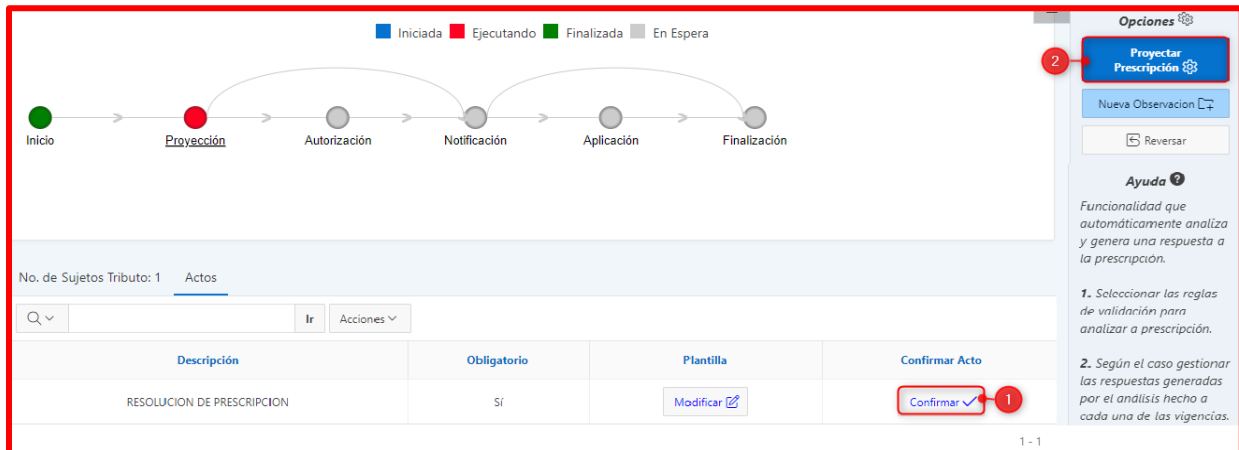 Iniciada Ejecutando Finalizada En Espera
Inicio Proyección Autorización Notificación Aplicación Finalización
No. de Sujetos Tributo: 1 Actos
Ir Acciones
Descripción Obligatorio Plantilla Confirmar Acto
RESOLUCION DE PRESCRIPCION Sí Modificar Confirmar 1
1 - 1
Opciones
2 Proyectar
Prescripción
Nueva Observacion
Reversar
Ayuda
Funcionalidad que
automáticamente analiza
y genera una respuesta a
la prescripción.
1. Seleccionar las reglas
de validación para
analizar a prescripción.
2. Según el caso gestionar
las respuestas generadas
por el análisis hecho a
cada una de las vigencias.